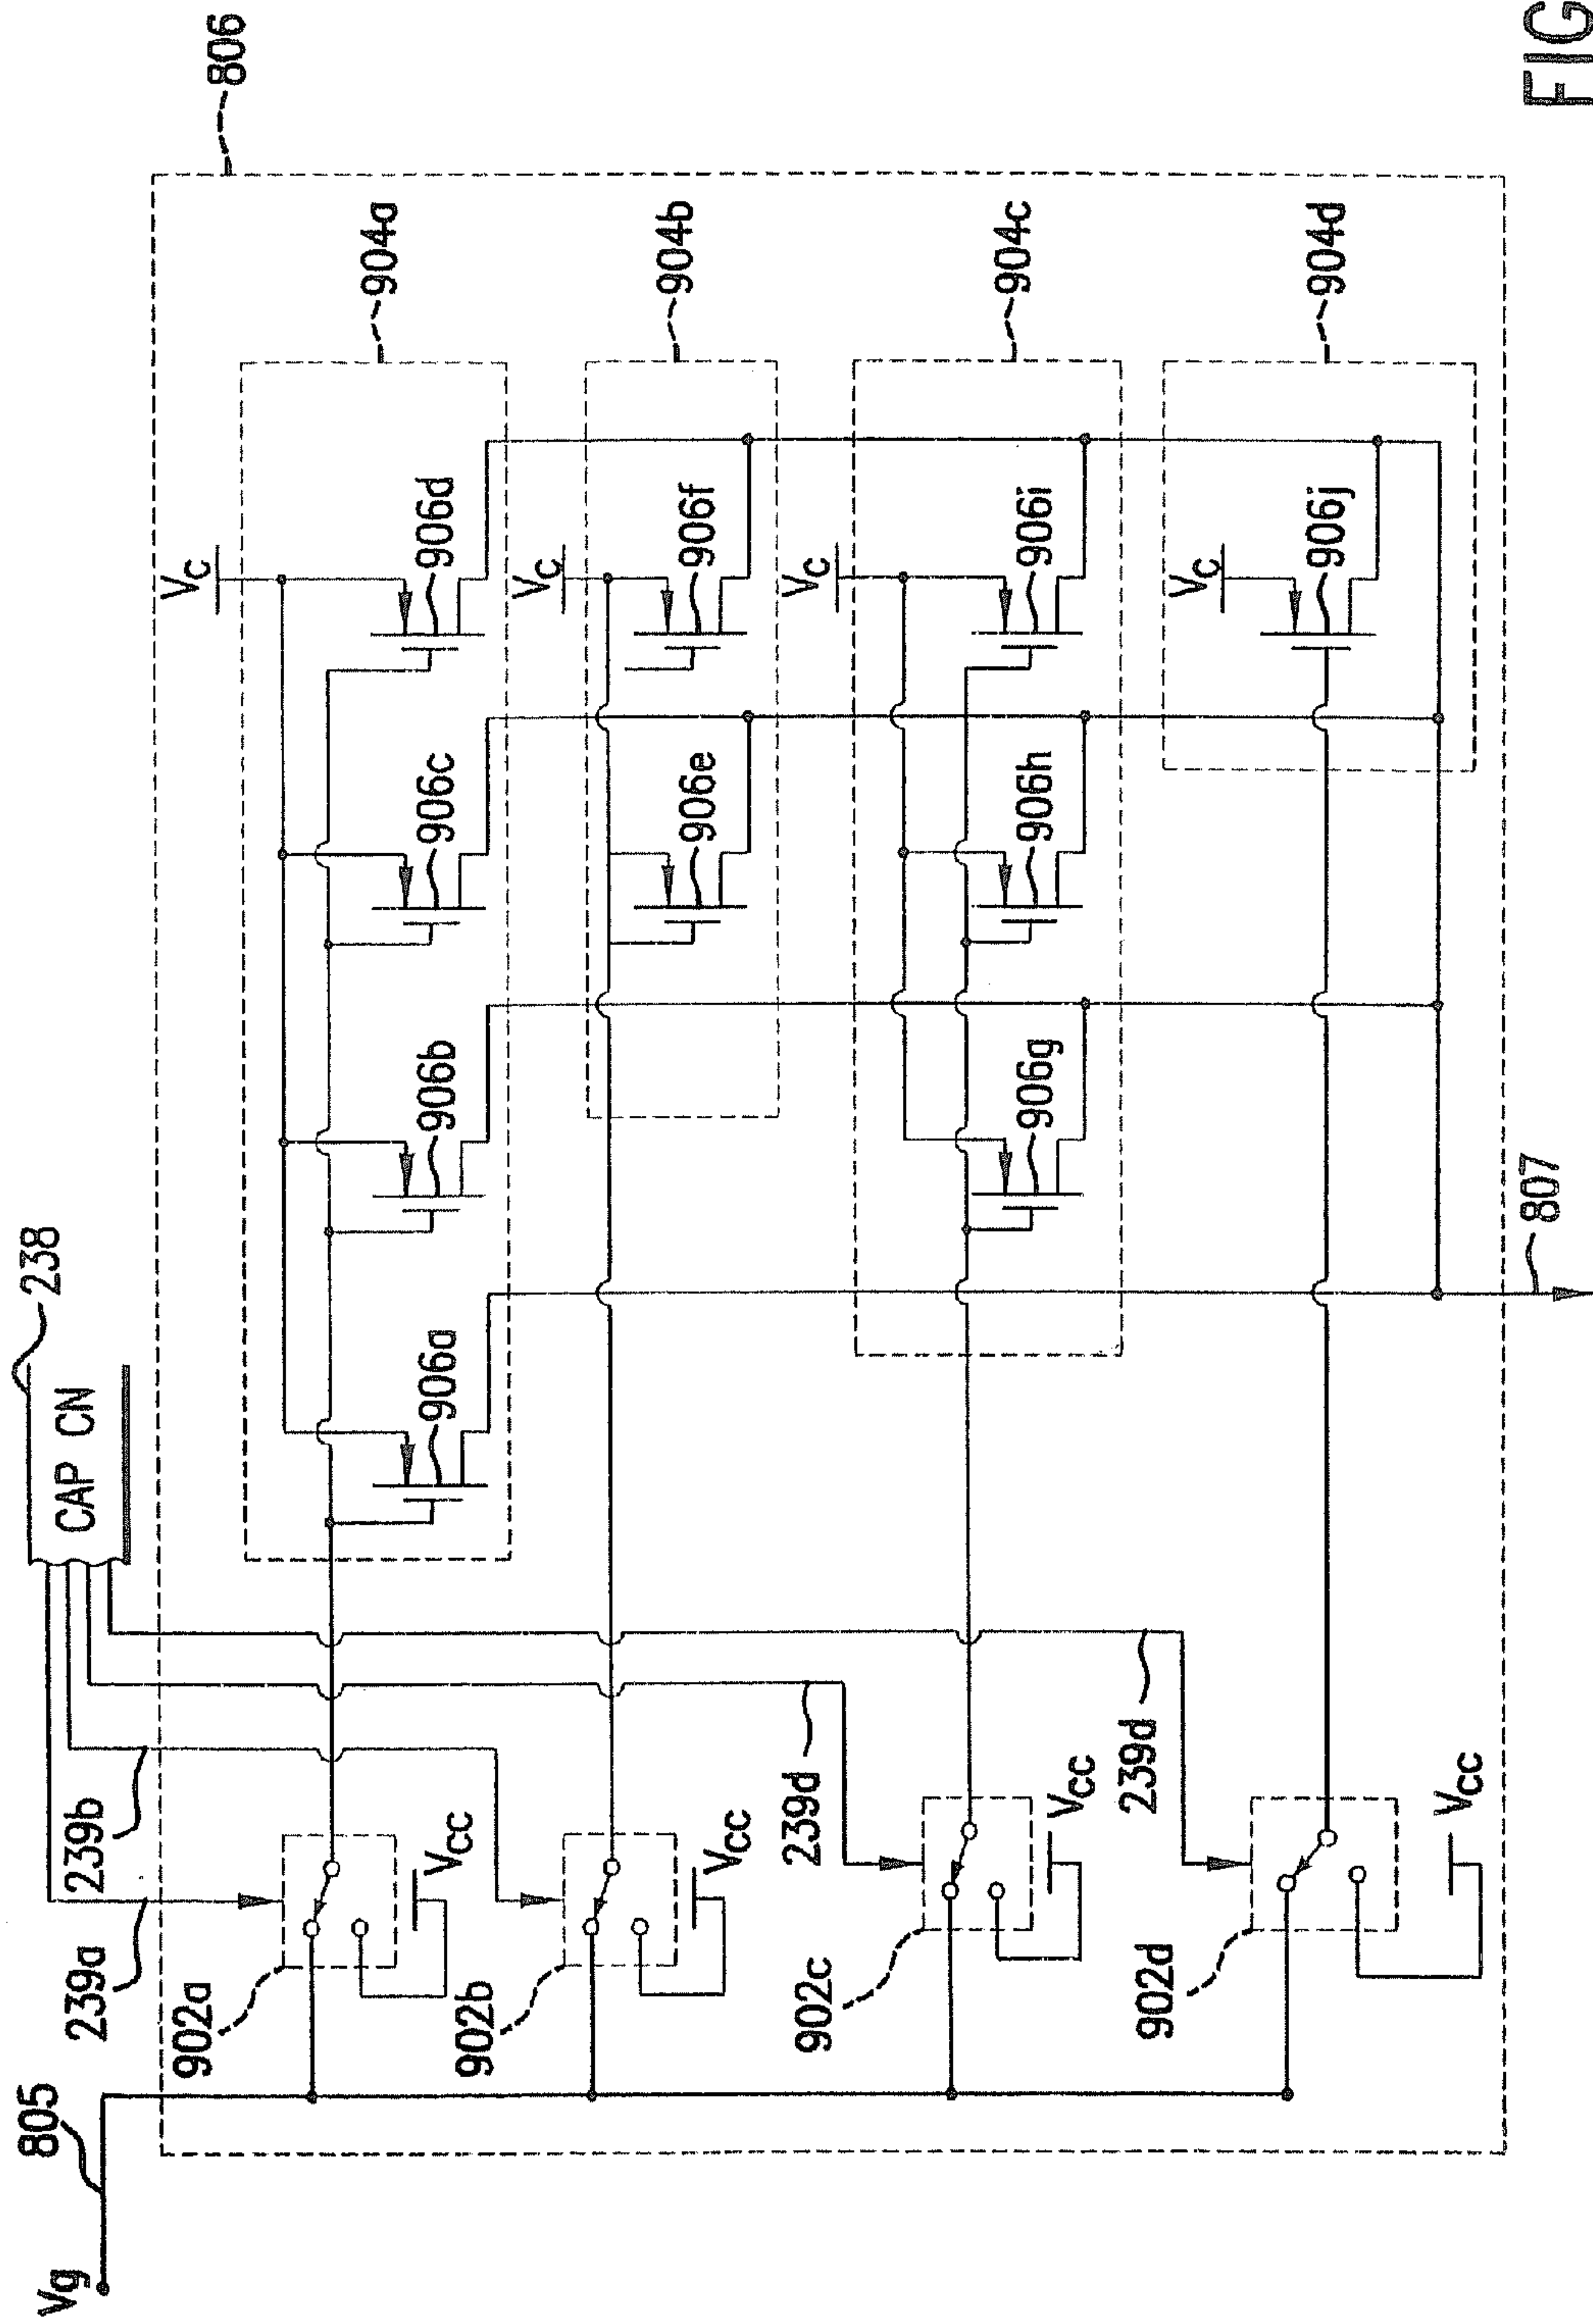 806
904a
904b
904c
904d
Vc
Vc
Vc
Vc
906d
906f
906i
906j
906c
906e
906h
906b
906g
906a
238
CAP CN
807
239b
239a
239d
239d
Vcc
Vcc
Vcc
Vcc
902a
902b
902c
902d
805
Vg
FIG